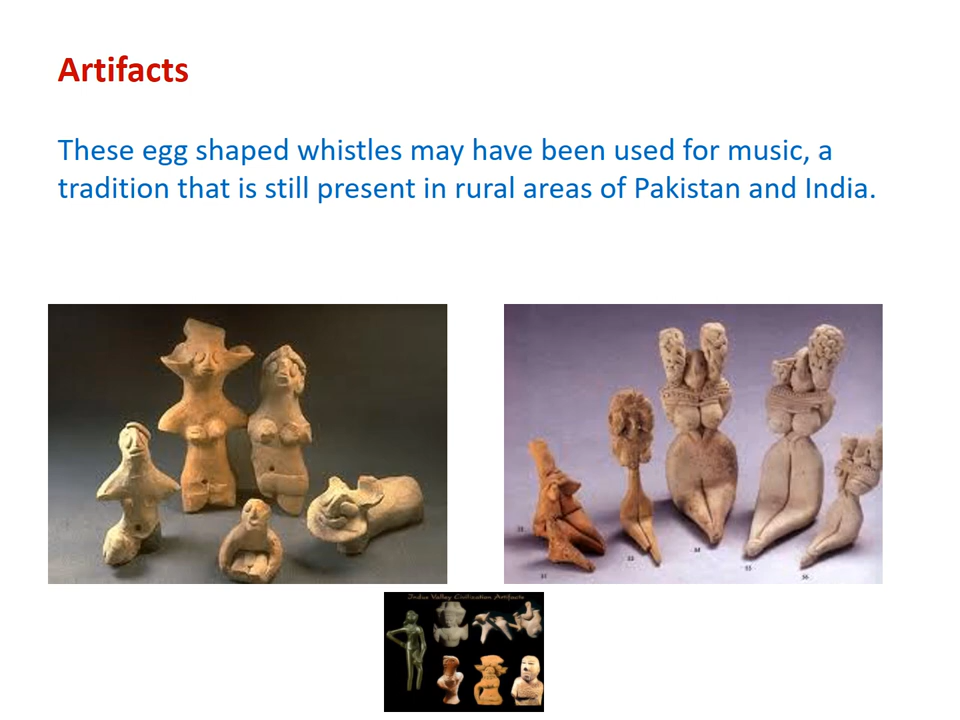 Artifacts
These egg shaped whistles may have been used for music, a
tradition that is still present in rural areas of Pakistan and India.
Indus Valley Civilization Artifacts